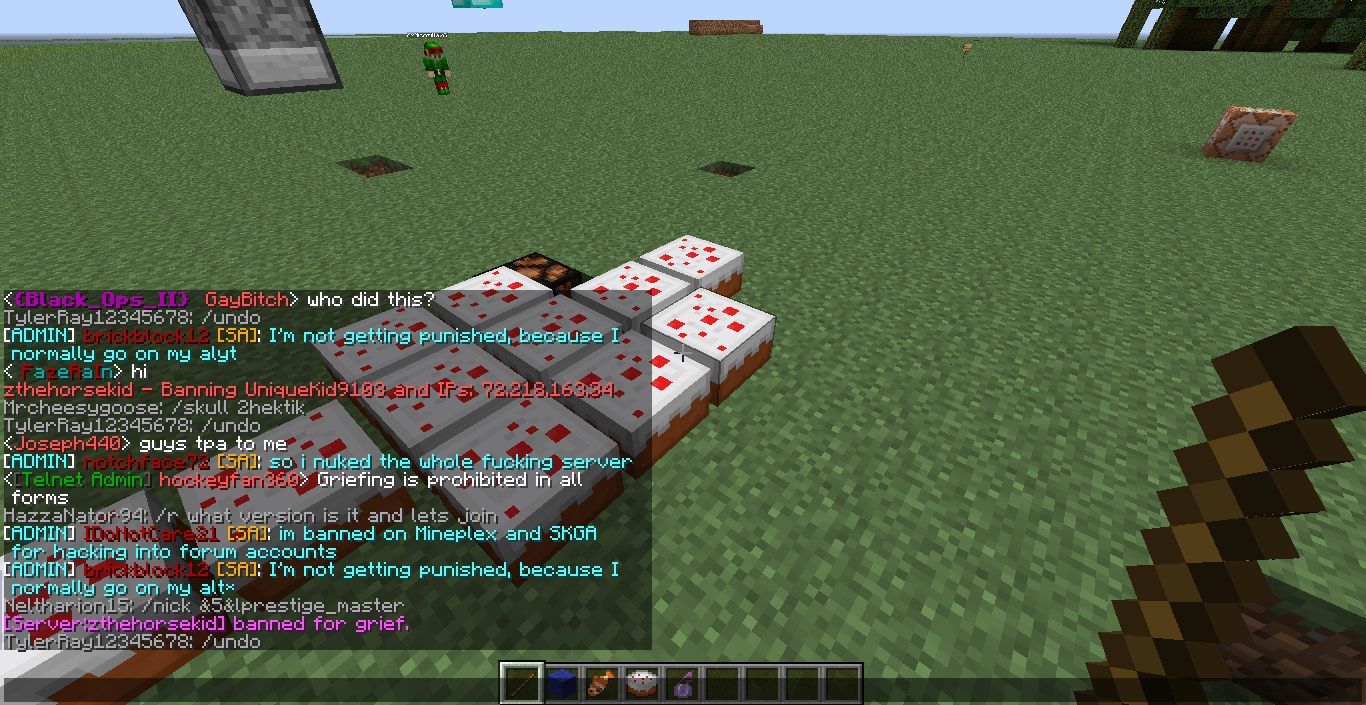 <{Black_Ops_II} GayBitch> who did this?
TylerRay12345678: /undo
[ADMIN] brickblock12 [SA]: I'm not getting punished, because I
normally go on my alyt
< FazeRaIn> hi
zthehorsekid - Banning UniqueKid9103 and IPs: 72.218.163.34
Mrcheesygoose: /skull 2hektik
TylerRay12345678: /undo
<Joseph440> guys tpa to me
[ADMIN] notchface72 [SA]: so i nuked the whole fucking server
<[Telnet Admin] hockeyfan360> Griefing is prohibited in all
forms
HazzaNator94: /r what version is it and lets join
[ADMIN] IDoNotCare21 [SA]: im banned on Mineplex and SKGA
for hacking into forum accounts
[ADMIN] brickblock12 [SA]: I'm not getting punished, because I
normally go on my alt*
Neltharion15: /nick &5&lprestige_master
[Server:zthehorsekid] banned for grief.
TylerRay12345678: /undo